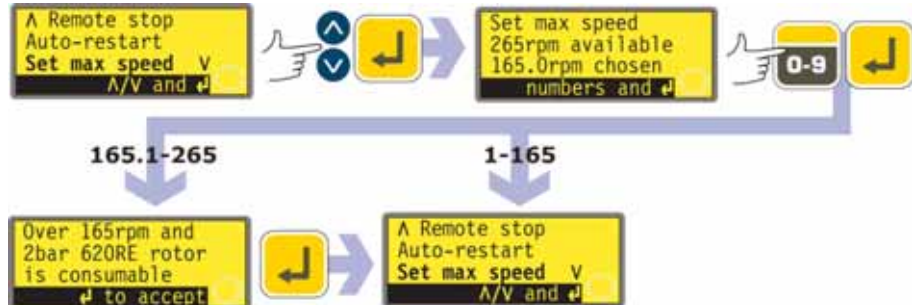 Λ Remote stop
Auto-restart
Set max speed V
Λ/V and ↲
Set max speed
265rpm available
165.0rpm chosen
numbers and ↲
0-9
165.1-265
1-165
Over 165rpm and
2bar 620RE rotor
is consumable
↲ to accept
Λ Remote stop
Auto-restart
Set max speed V
Λ/V and ↲